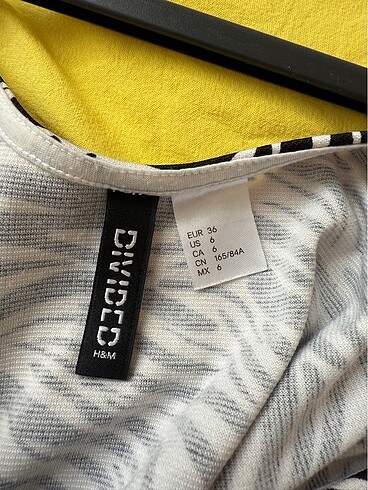 DIVIDED
H&M
EUR 36
US 6
CA 6
CN 165/84A
MX 6